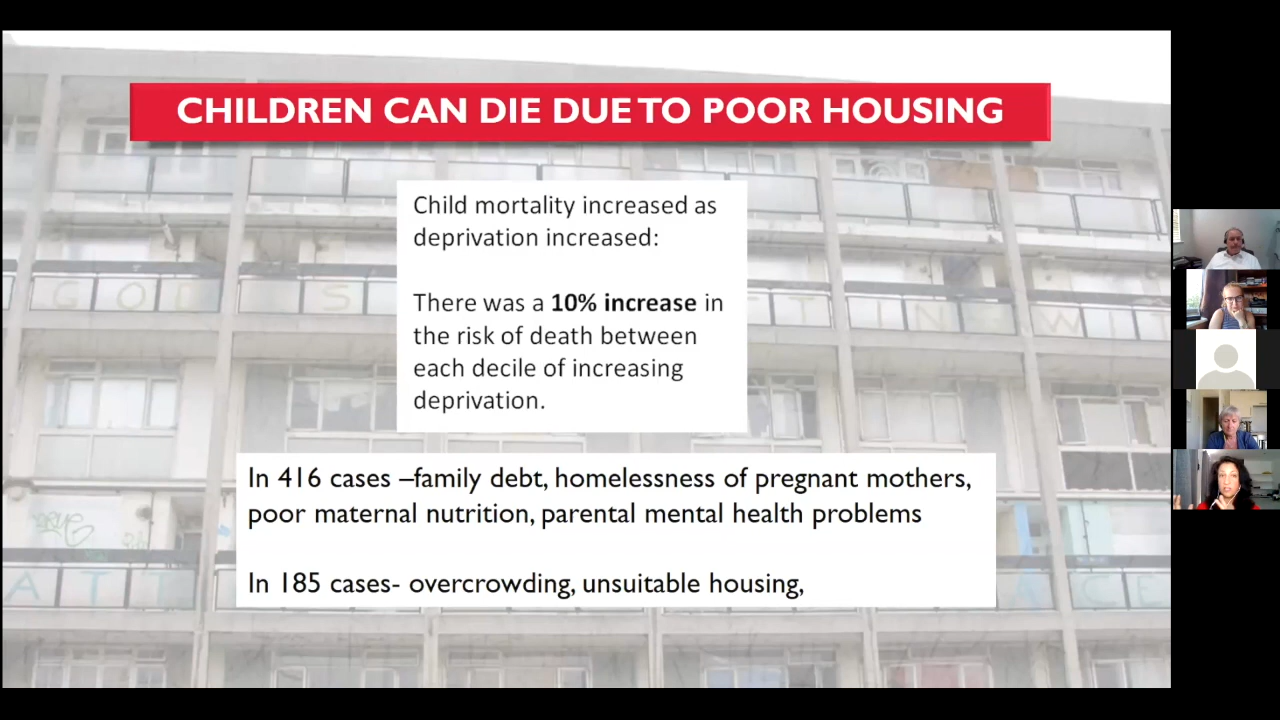 CHILDREN CAN DIE DUE TO POOR HOUSING
Child mortality increased as
deprivation increased:
There was a 10% increase in
the risk of death between
each decile of increasing
deprivation.
In 416 cases –family debt, homelessness of pregnant mothers,
poor maternal nutrition, parental mental health problems
In 185 cases- overcrowding, unsuitable housing,